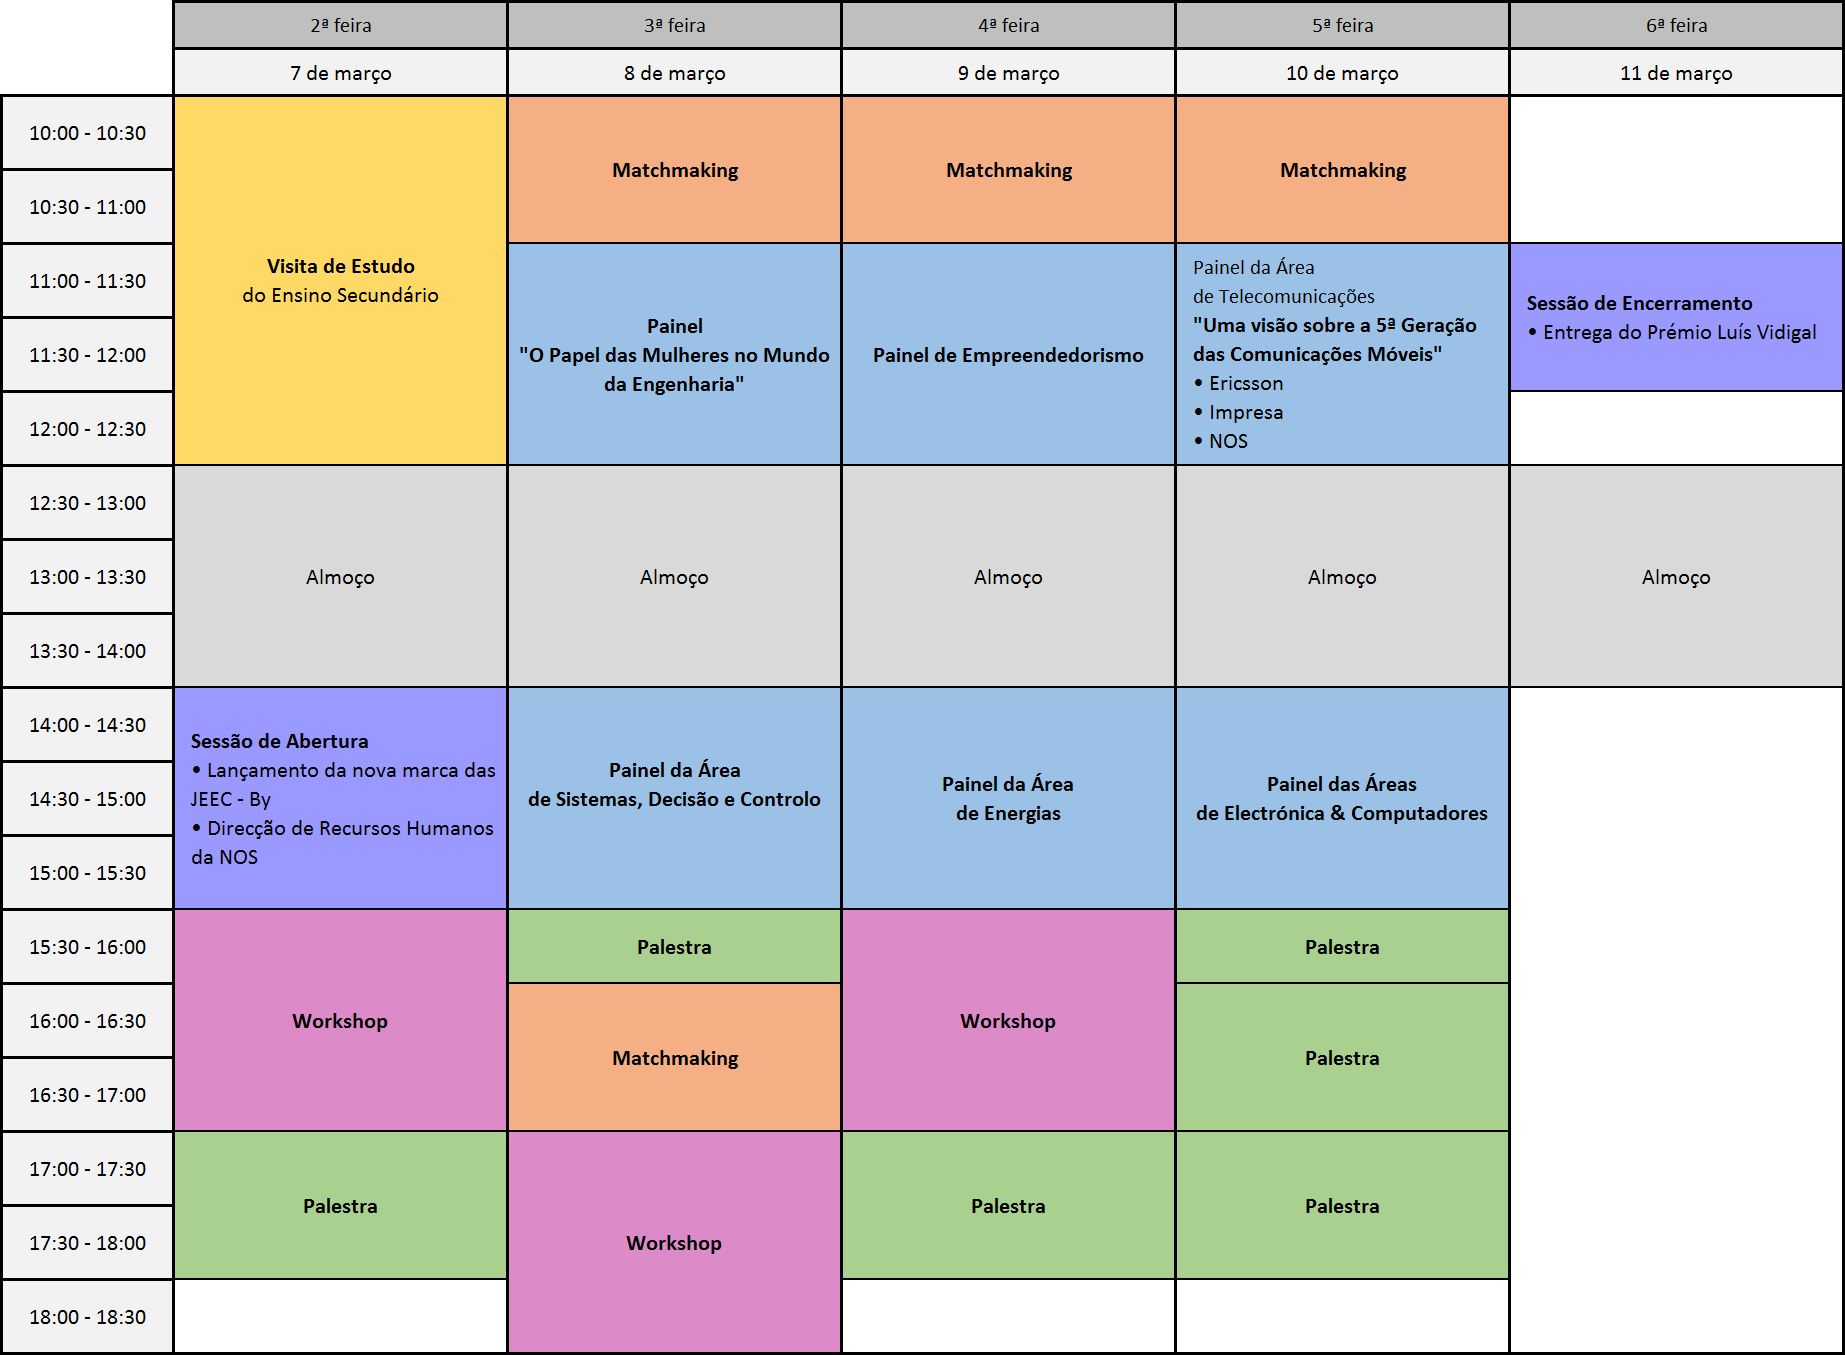 2ª feira
3ª feira
4ª feira
5ª feira
6ª feira
7 de março
8 de março
9 de março
10 de março
11 de março
10:00 - 10:30
10:30 - 11:00
11:00 - 11:30
11:30 - 12:00
12:00 - 12:30
12:30 - 13:00
13:00 - 13:30
13:30 - 14:00
14:00 - 14:30
14:30 - 15:00
15:00 - 15:30
15:30 - 16:00
16:00 - 16:30
16:30 - 17:00
17:00 - 17:30
17:30 - 18:00
18:00 - 18:30
Visita de Estudo
do Ensino Secundário
Almoço
Sessão de Abertura
• Lançamento da nova marca das
JEEC - By
• Direcção de Recursos Humanos
da NOS
Workshop
Palestra
Matchmaking
Painel
"O Papel das Mulheres no Mundo
da Engenharia"
Almoço
Painel da Área
de Sistemas, Decisão e Controlo
Palestra
Matchmaking
Workshop
Matchmaking
Painel de Empreendedorismo
Almoço
Painel da Área
de Energias
Workshop
Palestra
Matchmaking
Painel da Área
de Telecomunicações
"Uma visão sobre a 5ª Geração
das Comunicações Móveis"
• Ericsson
• Impresa
• NOS
Almoço
Painel das Áreas
de Electrónica & Computadores
Palestra
Palestra
Palestra
Sessão de Encerramento
• Entrega do Prémio Luís Vidigal
Almoço